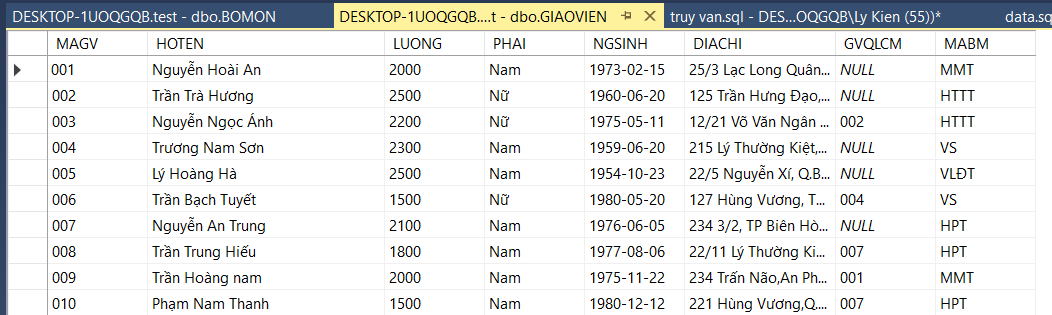 DESKTOP-1UOQGQB.test - dbo.BOMON DESKTOP-1UOQGQB....t - dbo.GIAOVIEN truy van.sql - DES...OQGQB\Ly Kien (55))* data.sq
MAGV HOTEN LUONG PHAI NGSINH DIACHI GVQLCM MABM
001 Nguyễn Hoài An 2000 Nam 1973-02-15 25/3 Lạc Long Quân... NULL MMT
002 Trần Trà Hương 2500 Nữ 1960-06-20 125 Trần Hưng Đạo,... NULL HTTT
003 Nguyễn Ngọc Ánh 2200 Nữ 1975-05-11 12/21 Võ Văn Ngân ... 002 HTTT
004 Trương Nam Sơn 2300 Nam 1959-06-20 215 Lý Thường Kiệt,... NULL VS
005 Lý Hoàng Hà 2500 Nam 1954-10-23 22/5 Nguyễn Xí, Q.B... NULL VLĐT
006 Trần Bạch Tuyết 1500 Nữ 1980-05-20 127 Hùng Vương, T... 004 VS
007 Nguyễn An Trung 2100 Nam 1976-06-05 234 3/2, TP Biên Hò... NULL HPT
008 Trần Trung Hiếu 1800 Nam 1977-08-06 22/11 Lý Thường Ki... 007 HPT
009 Trần Hoàng nam 2000 Nam 1975-11-22 234 Trấn Não,An Ph... 001 MMT
010 Phạm Nam Thanh 1500 Nam 1980-12-12 221 Hùng Vương,Q.... 007 HPT